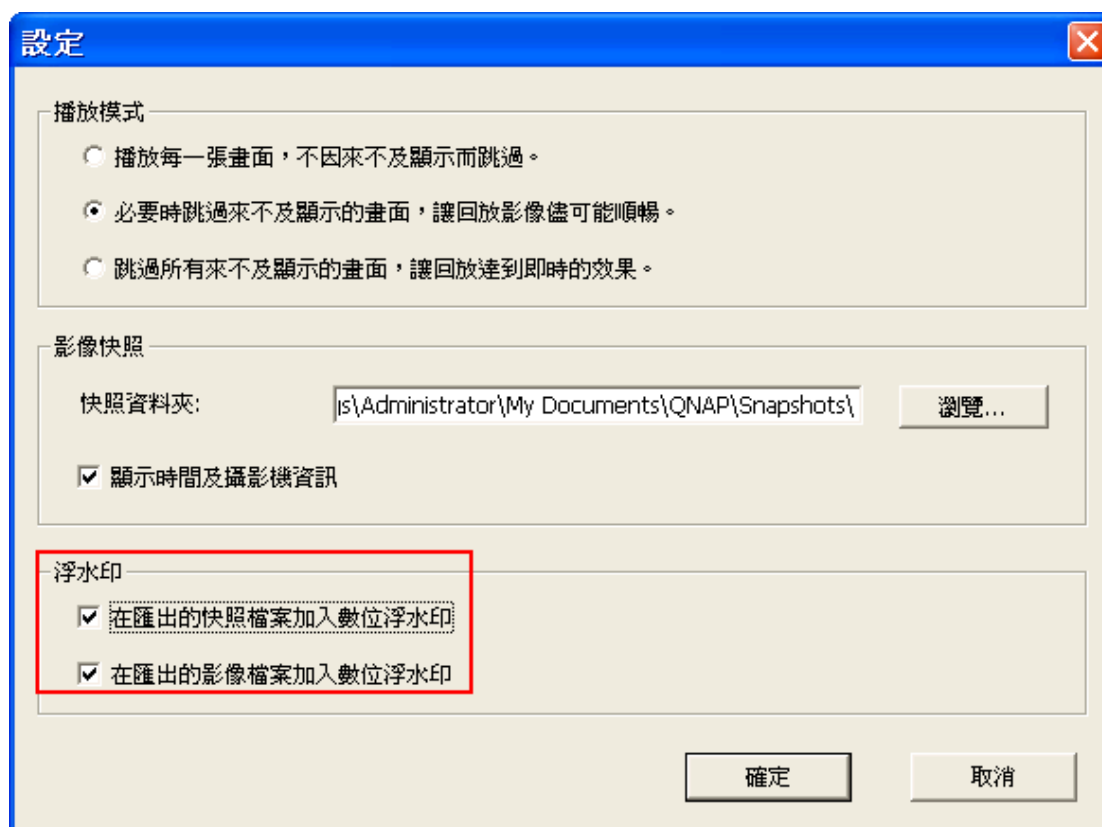 設定
播放模式
播放每一張畫面，不因來不及顯示而跳過。
必要時跳過來不及顯示的畫面，讓回放影像儘可能順暢。
跳過所有來不及顯示的畫面，讓回放達到即時的效果。
影像快照
快照資料夾: ıs\Administrator\My Documents\QNAP\Snapshots\ 瀏覽...
顯示時間及攝影機資訊
浮水印
在匯出的快照檔案加入數位浮水印
在匯出的影像檔案加入數位浮水印
確定 取消